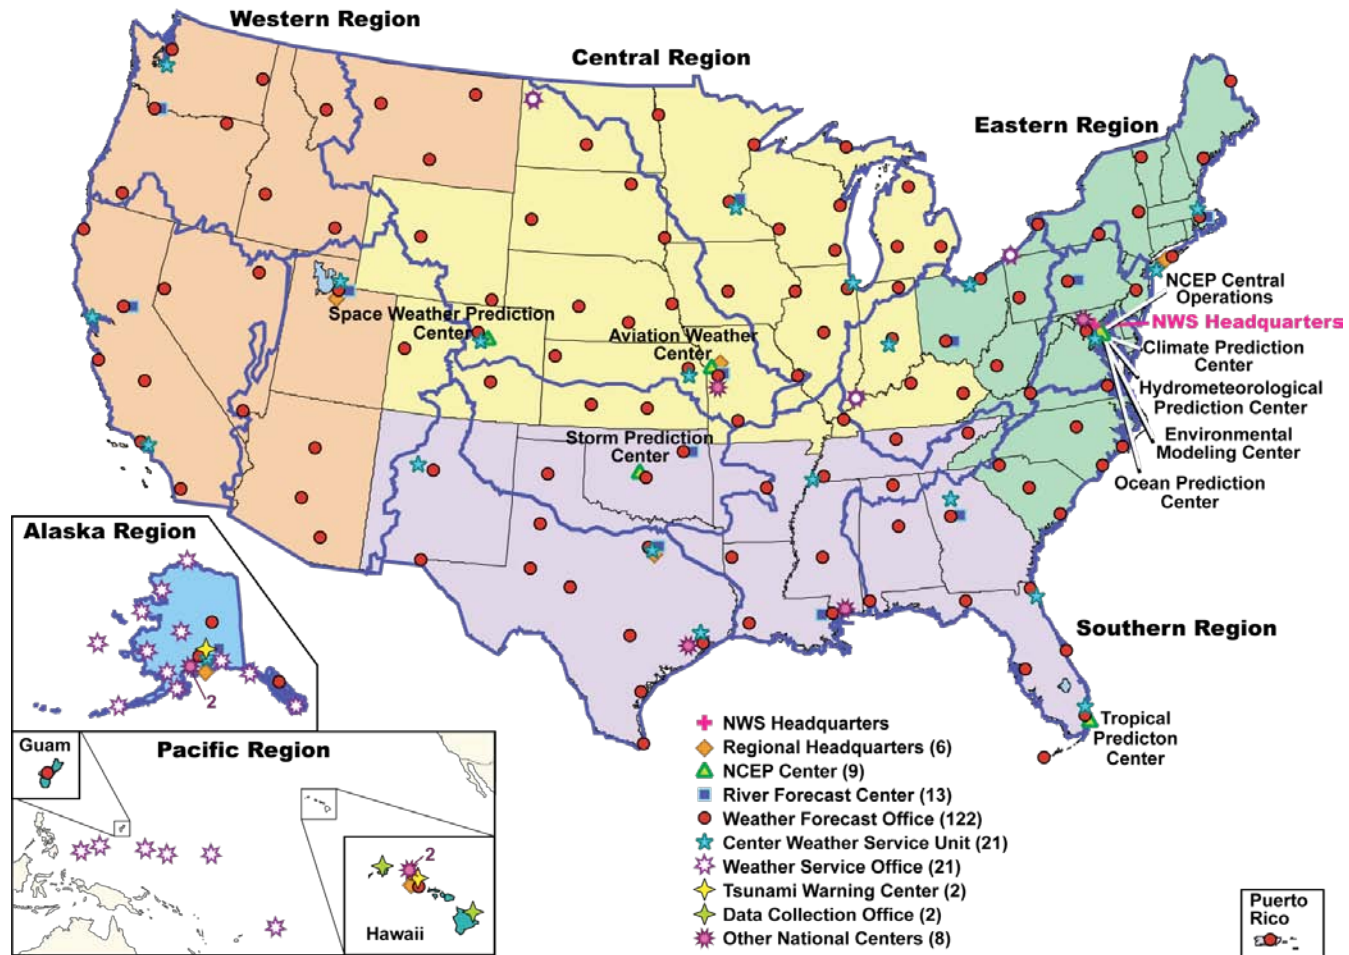 Western Region
Central Region
Eastern Region
NCEP Central
Operations
NWS Headquarters
Climate Prediction
Center
Hydrometeorological
Prediction Center
Environmental
Modeling Center
Ocean Prediction
Center
Space Weather Prediction
Center
Aviation Weather
Center
Storm Prediction
Center
Alaska Region
2
Southern Region
Tropical
Predicton
Center
Pacific Region
Guam
2
Hawaii
NWS Headquarters
Regional Headquarters (6)
NCEP Center (9)
River Forecast Center (13)
Weather Forecast Office (122)
Center Weather Service Unit (21)
Weather Service Office (21)
Tsunami Warning Center (2)
Data Collection Office (2)
Other National Centers (8)
Puerto
Rico